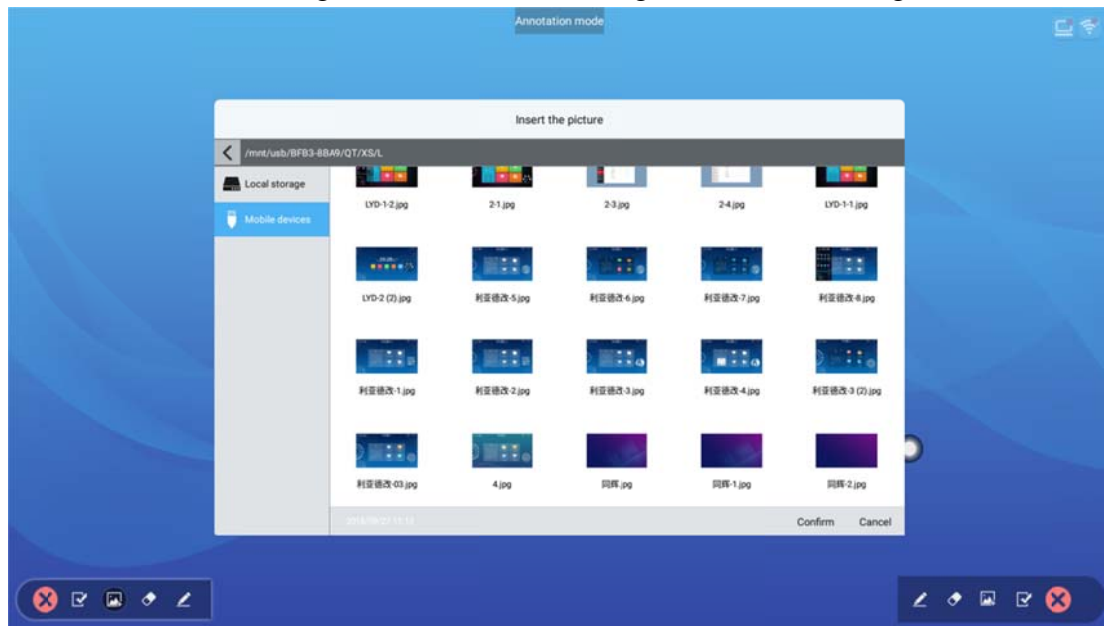 Annotation mode
Insert the picture
/mnt/usb/BFB3-8BA9/QT/XS/L
Local storage
Mobile devices
LYD-1-2.jpg
2-1.jpg
2-3.jpg
2-4.jpg
LYD-1-1.jpg
LYD-2 (2).jpg
利亚德改-5.jpg
利亚德改-6.jpg
利亚德改-7.jpg
利亚德改-8.jpg
利亚德改-1.jpg
利亚德改-2.jpg
利亚德改-3.jpg
利亚德改-4.jpg
利亚德改-3 (2).jpg
利亚德改-03.jpg
4.jpg
同辉.jpg
同辉-1.jpg
同辉-2.jpg
Confirm
Cancel